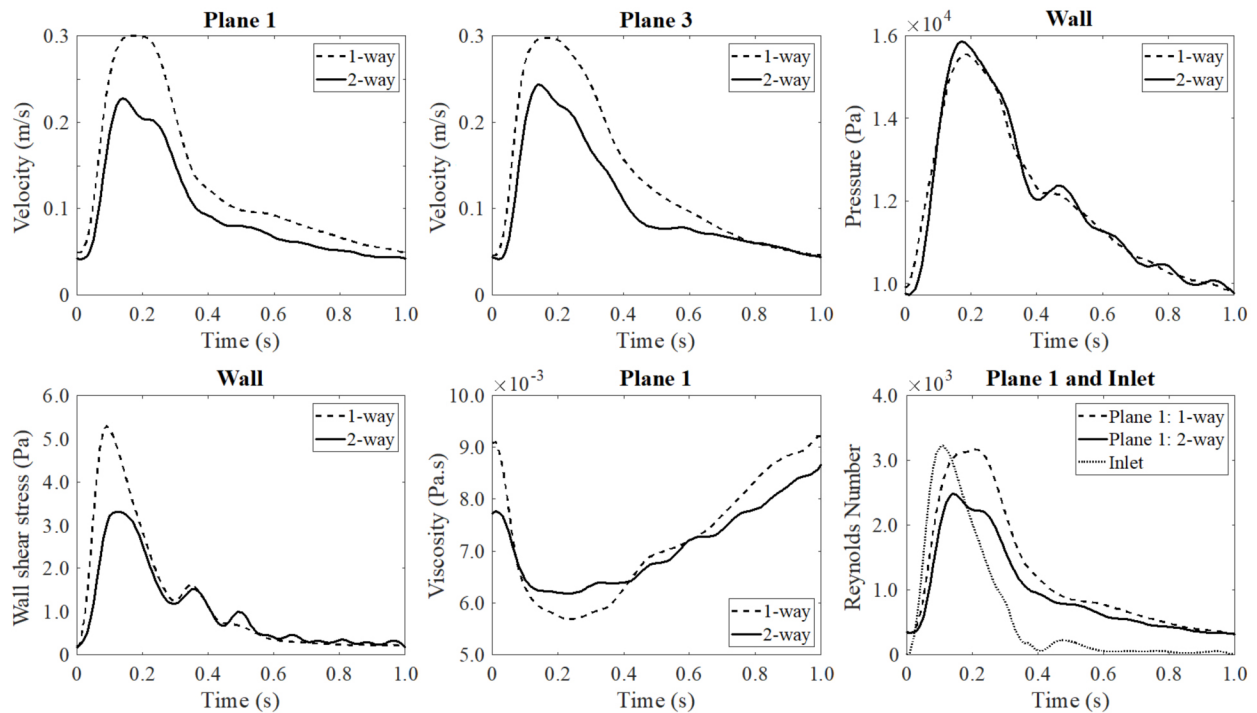 Plane 1
0.3
0.2
0.1
0
Velocity (m/s)
1-way
2-way
0 0.2 0.4 0.6 0.8 1.0
Time (s)
Plane 3
0.3
0.2
0.1
0
Velocity (m/s)
1-way
2-way
0 0.2 0.4 0.6 0.8 1.0
Time (s)
Wall
×10⁴
1.6
1.4
1.2
1.0
Pressure (Pa)
1-way
2-way
0 0.2 0.4 0.6 0.8 1.0
Time (s)
Wall
6.0
5.0
4.0
3.0
2.0
1.0
0
Wall shear stress (Pa)
1-way
2-way
0 0.2 0.4 0.6 0.8 1.0
Time (s)
Plane 1
×10⁻³
10.0
9.0
8.0
7.0
6.0
5.0
Viscosity (Pa.s)
1-way
2-way
0 0.2 0.4 0.6 0.8 1.0
Time (s)
Plane 1 and Inlet
×10³
4.0
3.0
2.0
1.0
0
Reynolds Number
Plane 1: 1-way
Plane 1: 2-way
Inlet
0 0.2 0.4 0.6 0.8 1.0
Time (s)